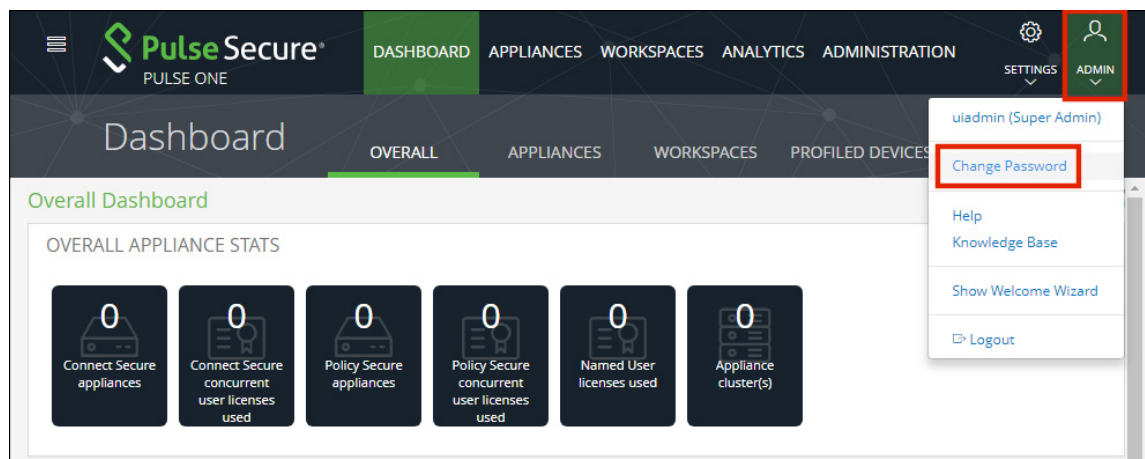 Pulse Secure®
PULSE ONE
DASHBOARD APPLIANCES WORKSPACES ANALYTICS ADMINISTRATION
SETTINGS
ADMIN
Dashboard
OVERALL APPLIANCES WORKSPACES PROFILED DEVICES
uiadmin (Super Admin)
Change Password
Help
Knowledge Base
Show Welcome Wizard
Logout
Overall Dashboard
OVERALL APPLIANCE STATS
0
Connect Secure
appliances
0
Connect Secure
concurrent
user licenses
used
0
Policy Secure
appliances
0
Policy Secure
concurrent
user licenses
used
0
Named User
licenses used
0
Appliance
cluster(s)